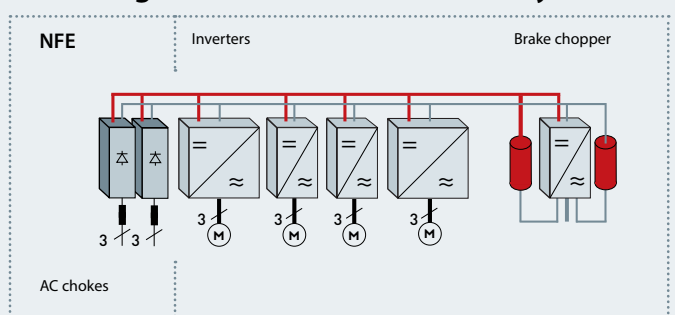 NFE
Inverters
Brake chopper
3 3
3 3 3 3
M M M M
AC chokes